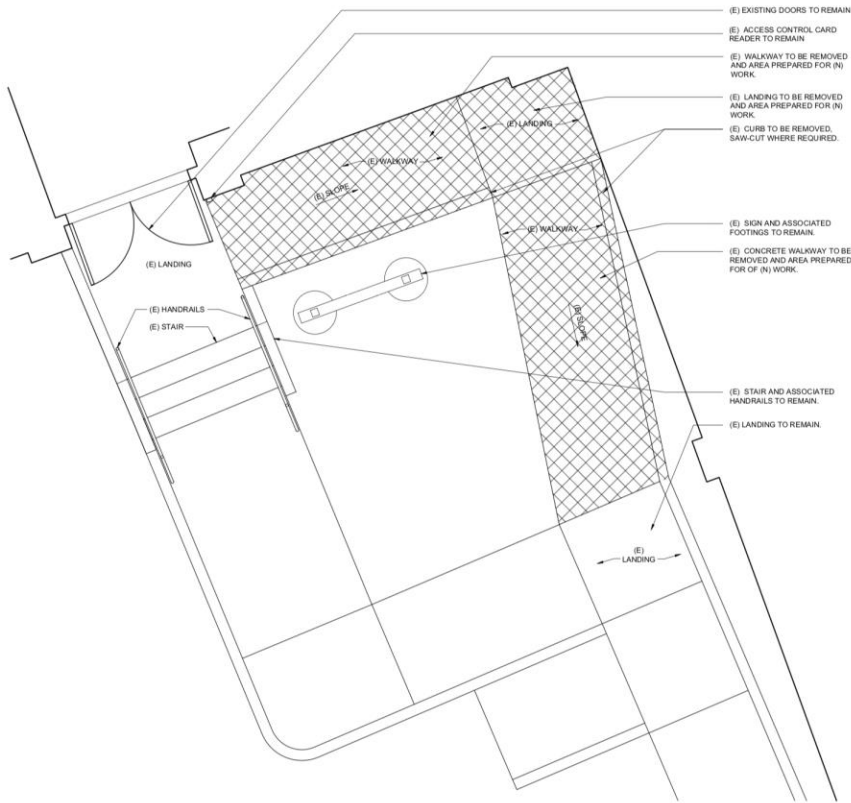 (E) EXISTING DOORS TO REMAIN
(E) ACCESS CONTROL CARD
READER TO REMAIN
(E) WALKWAY TO BE REMOVED
AND AREA PREPARED FOR (N)
WORK.
(E) LANDING TO BE REMOVED
AND AREA PREPARED FOR (N)
WORK.
(E) CURB TO BE REMOVED,
SAW-CUT WHERE REQUIRED.
(E) SIGN AND ASSOCIATED
FOOTINGS TO REMAIN.
(E) CONCRETE WALKWAY TO BE
REMOVED AND AREA PREPARED
FOR OF (N) WORK.
(E) STAIR AND ASSOCIATED
HANDRAILS TO REMAIN.
(E) LANDING TO REMAIN.
(E) LANDING
(E) WALKWAY
(E) SLOPE
(E) WALKWAY
(E) SLOPE
(E) LANDING
(E) HANDRAILS
(E) STAIR
(E)
LANDING